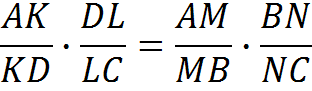 AK/KD · DL/LC = AM/MB · BN/NC